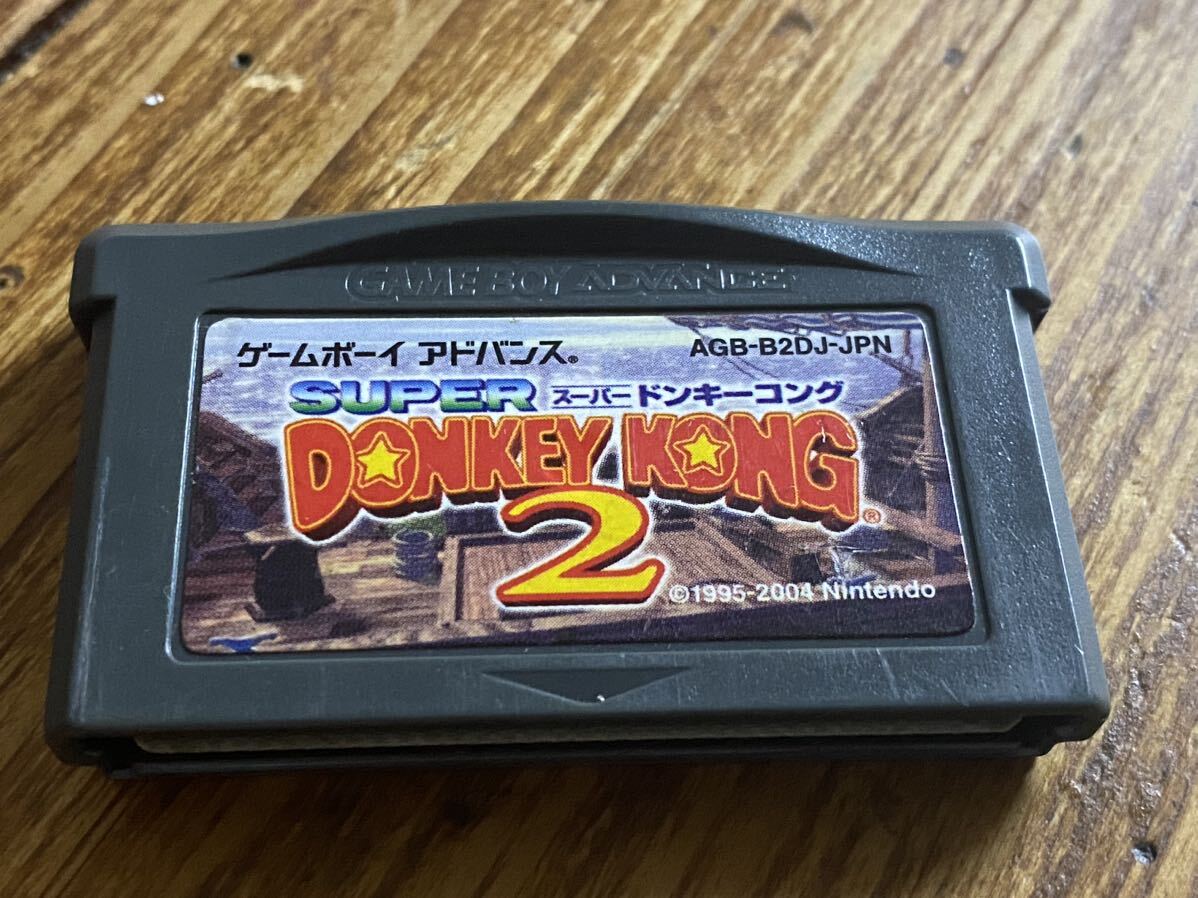 GAME BOY ADVANCE
ゲームボーイ アドバンス®
AGB-B2DJ-JPN
SUPER スーパードンキーコング
DONKEY KONG®
2
©1995-2004 Nintendo